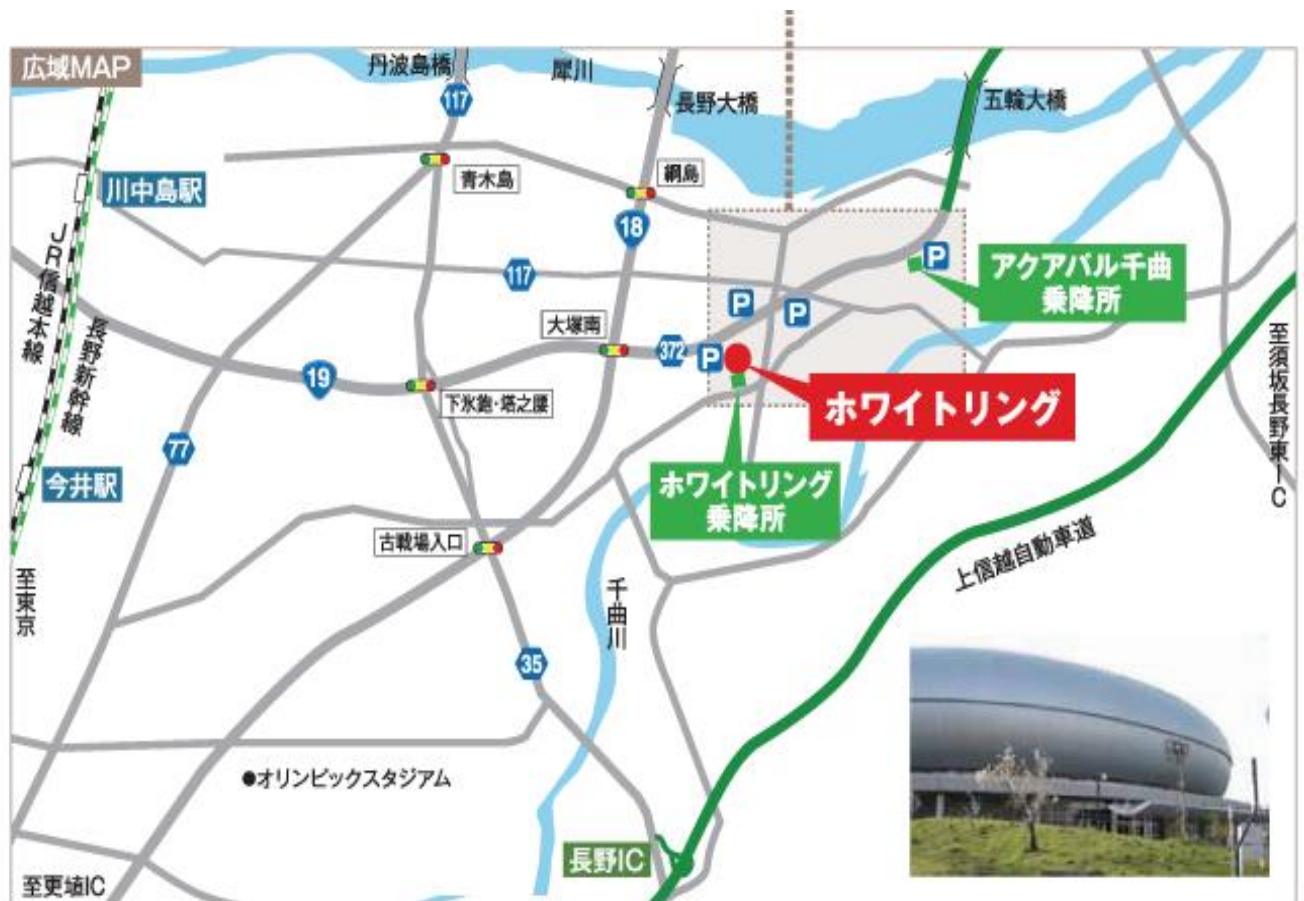 広域MAP
丹波島橋
犀川
117
長野大橋
五輪大橋
川中島駅
青木島
綱島
18
JR信越本線
長野新幹線
117
P
アクアパル千曲
乗降所
P
P
大塚南
372
P
至須坂長野東IC
19
下氷鉋・塔之腰
ホワイトリング
77
今井駅
ホワイトリング
乗降所
古戦場入口
上信越自動車道
至東京
千曲川
35
●オリンピックスタジアム
長野IC
至更埴IC